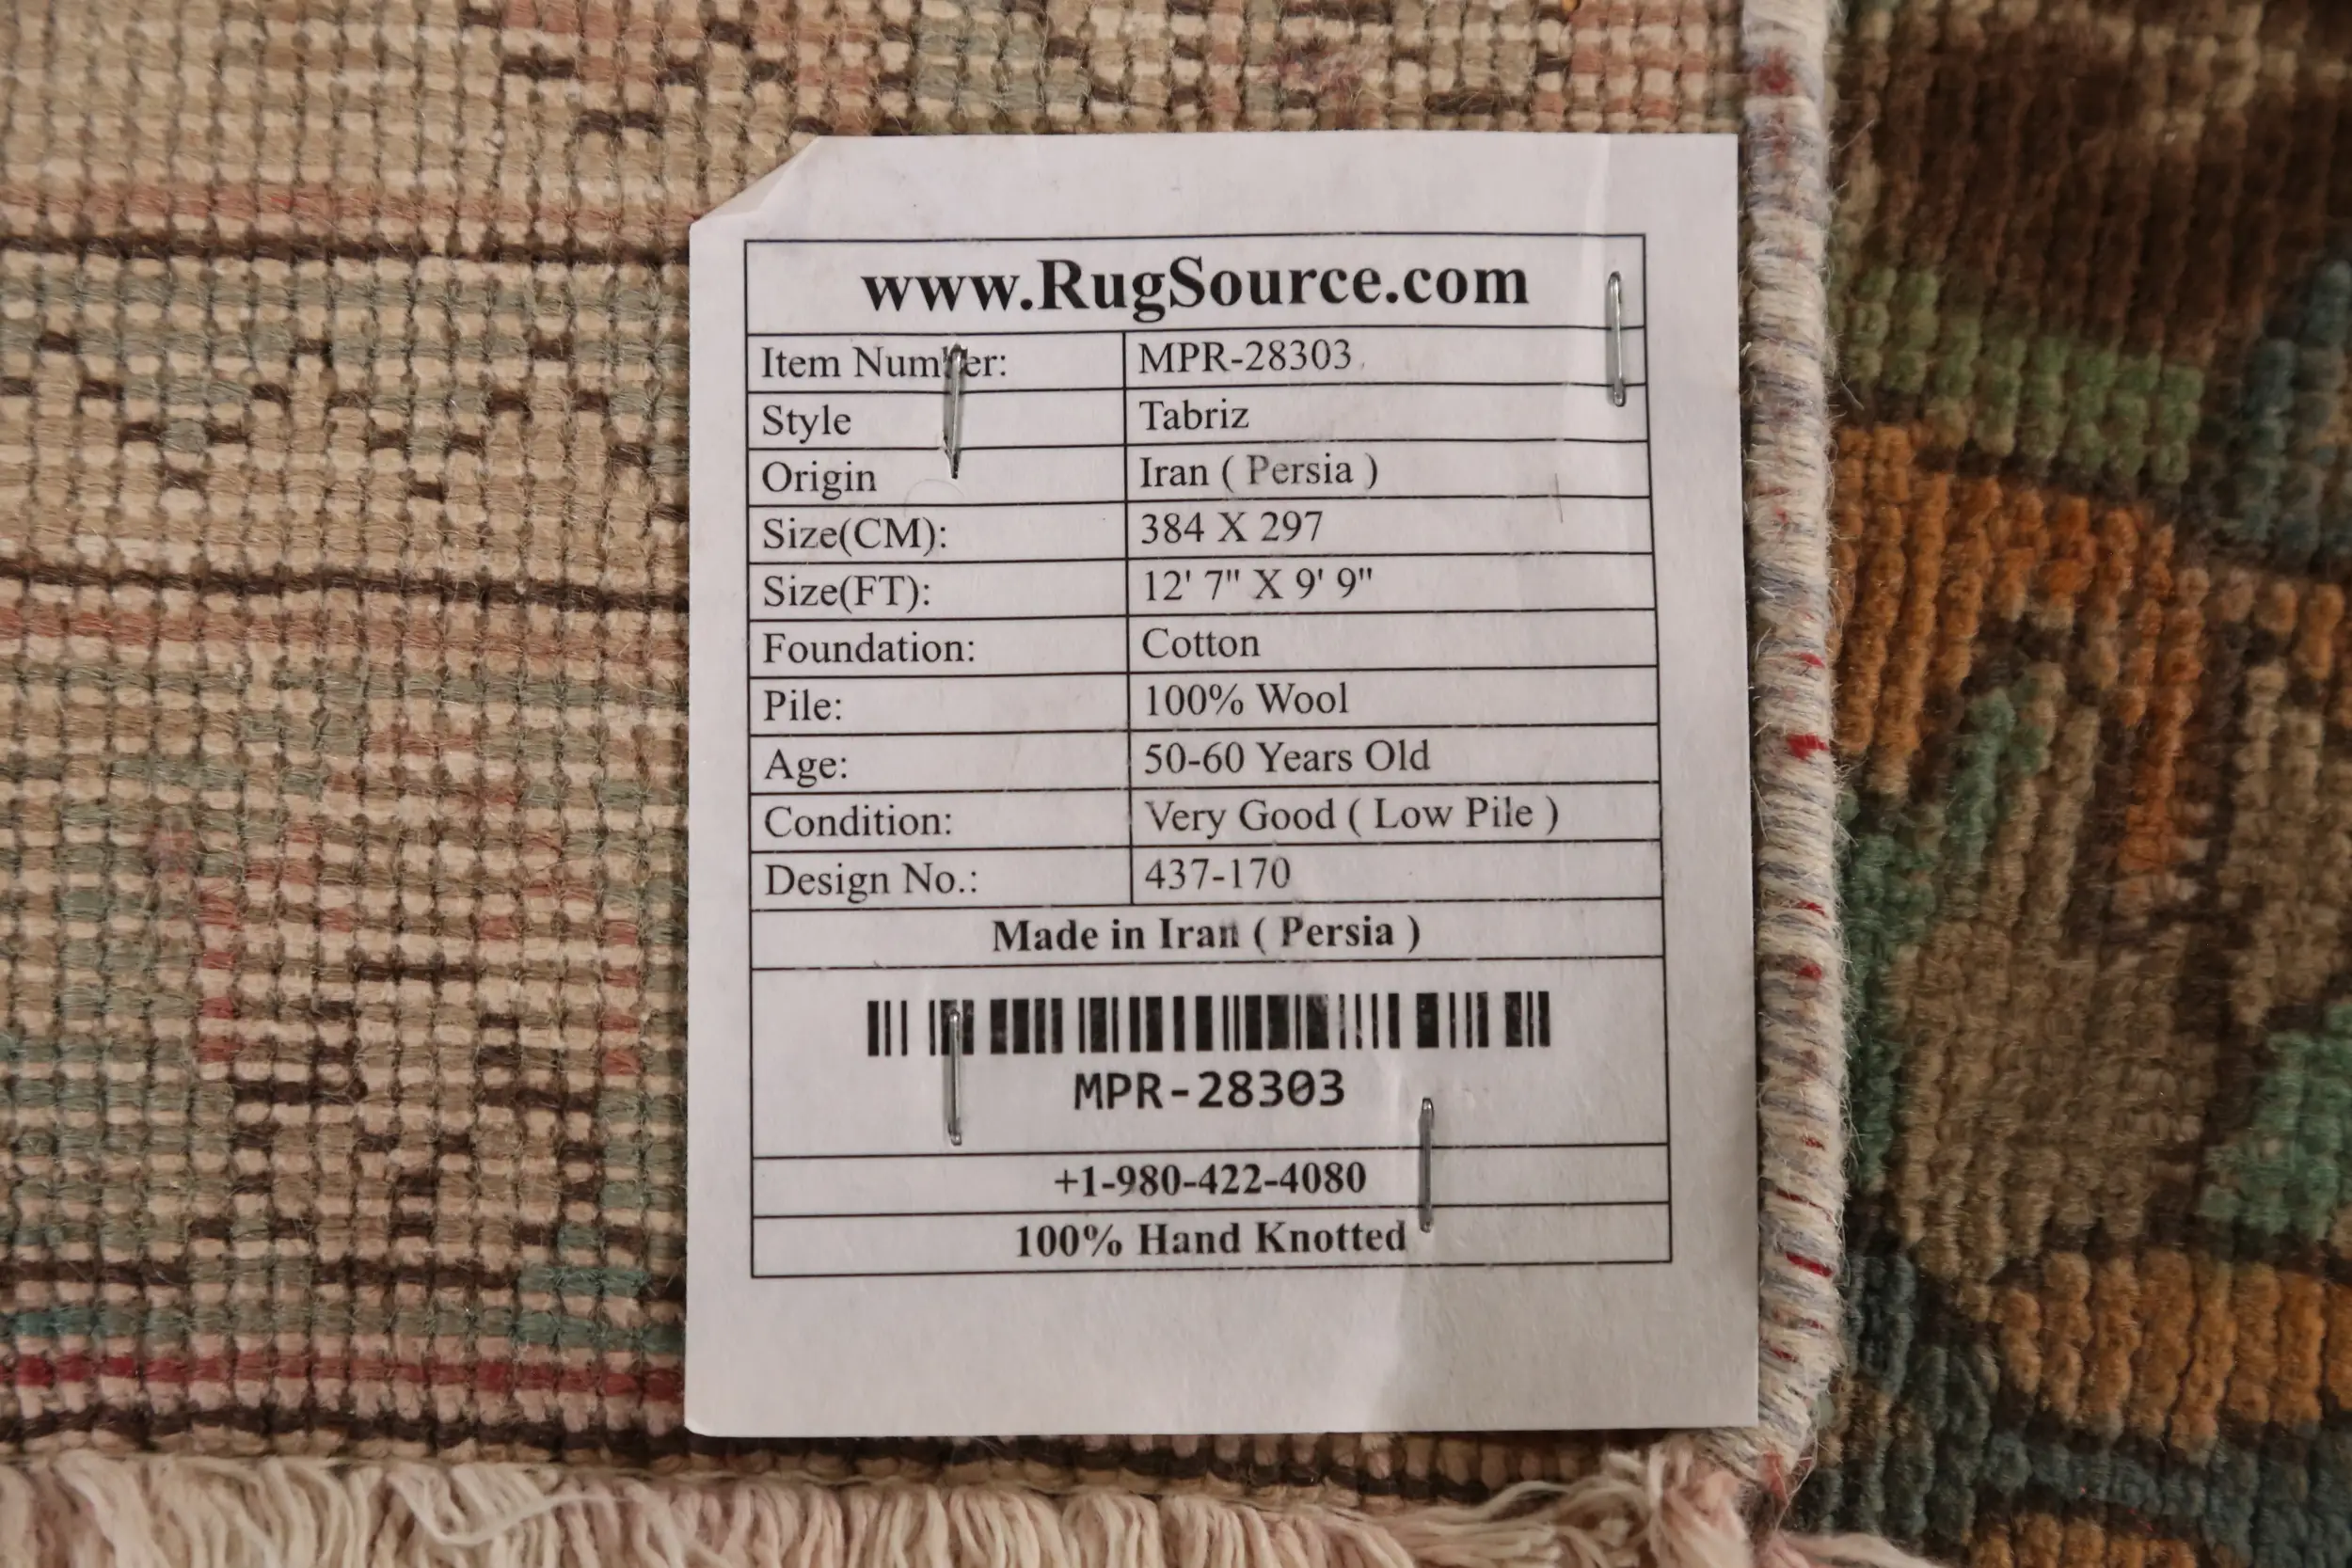 www.RugSource.com
Item Number: MPR-28303
Style Tabriz
Origin Iran ( Persia )
Size(CM): 384 X 297
Size(FT): 12' 7" X 9' 9"
Foundation: Cotton
Pile: 100% Wool
Age: 50-60 Years Old
Condition: Very Good ( Low Pile )
Design No.: 437-170
Made in Iran ( Persia )
MPR-28303
+1-980-422-4080
100% Hand Knotted